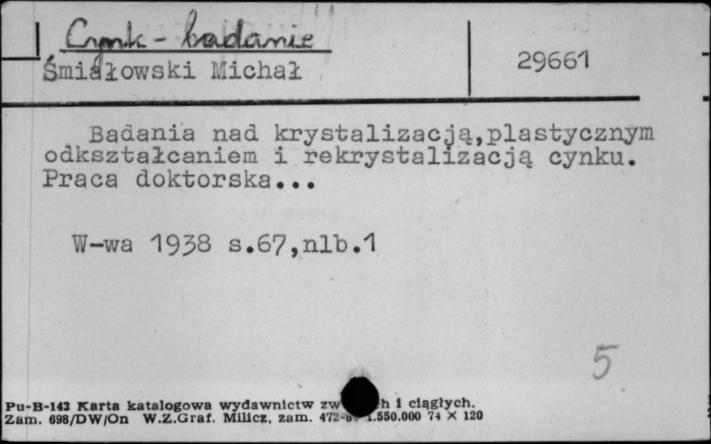 Cynk - badanie
Śmiałowski Michał
29661
Badania nad krystalizacją,plastycznym
odkształcaniem i rekrystalizacją cynku.
Praca doktorska...
W-wa 1938 s.67,nlb.1
5
Pu-B-143 Karta katalogowa wydawnictw i ciągłych.
Zam. 698/DW/On W.Z.Graf. Milicz, zam. 1.550.000 74 × 120